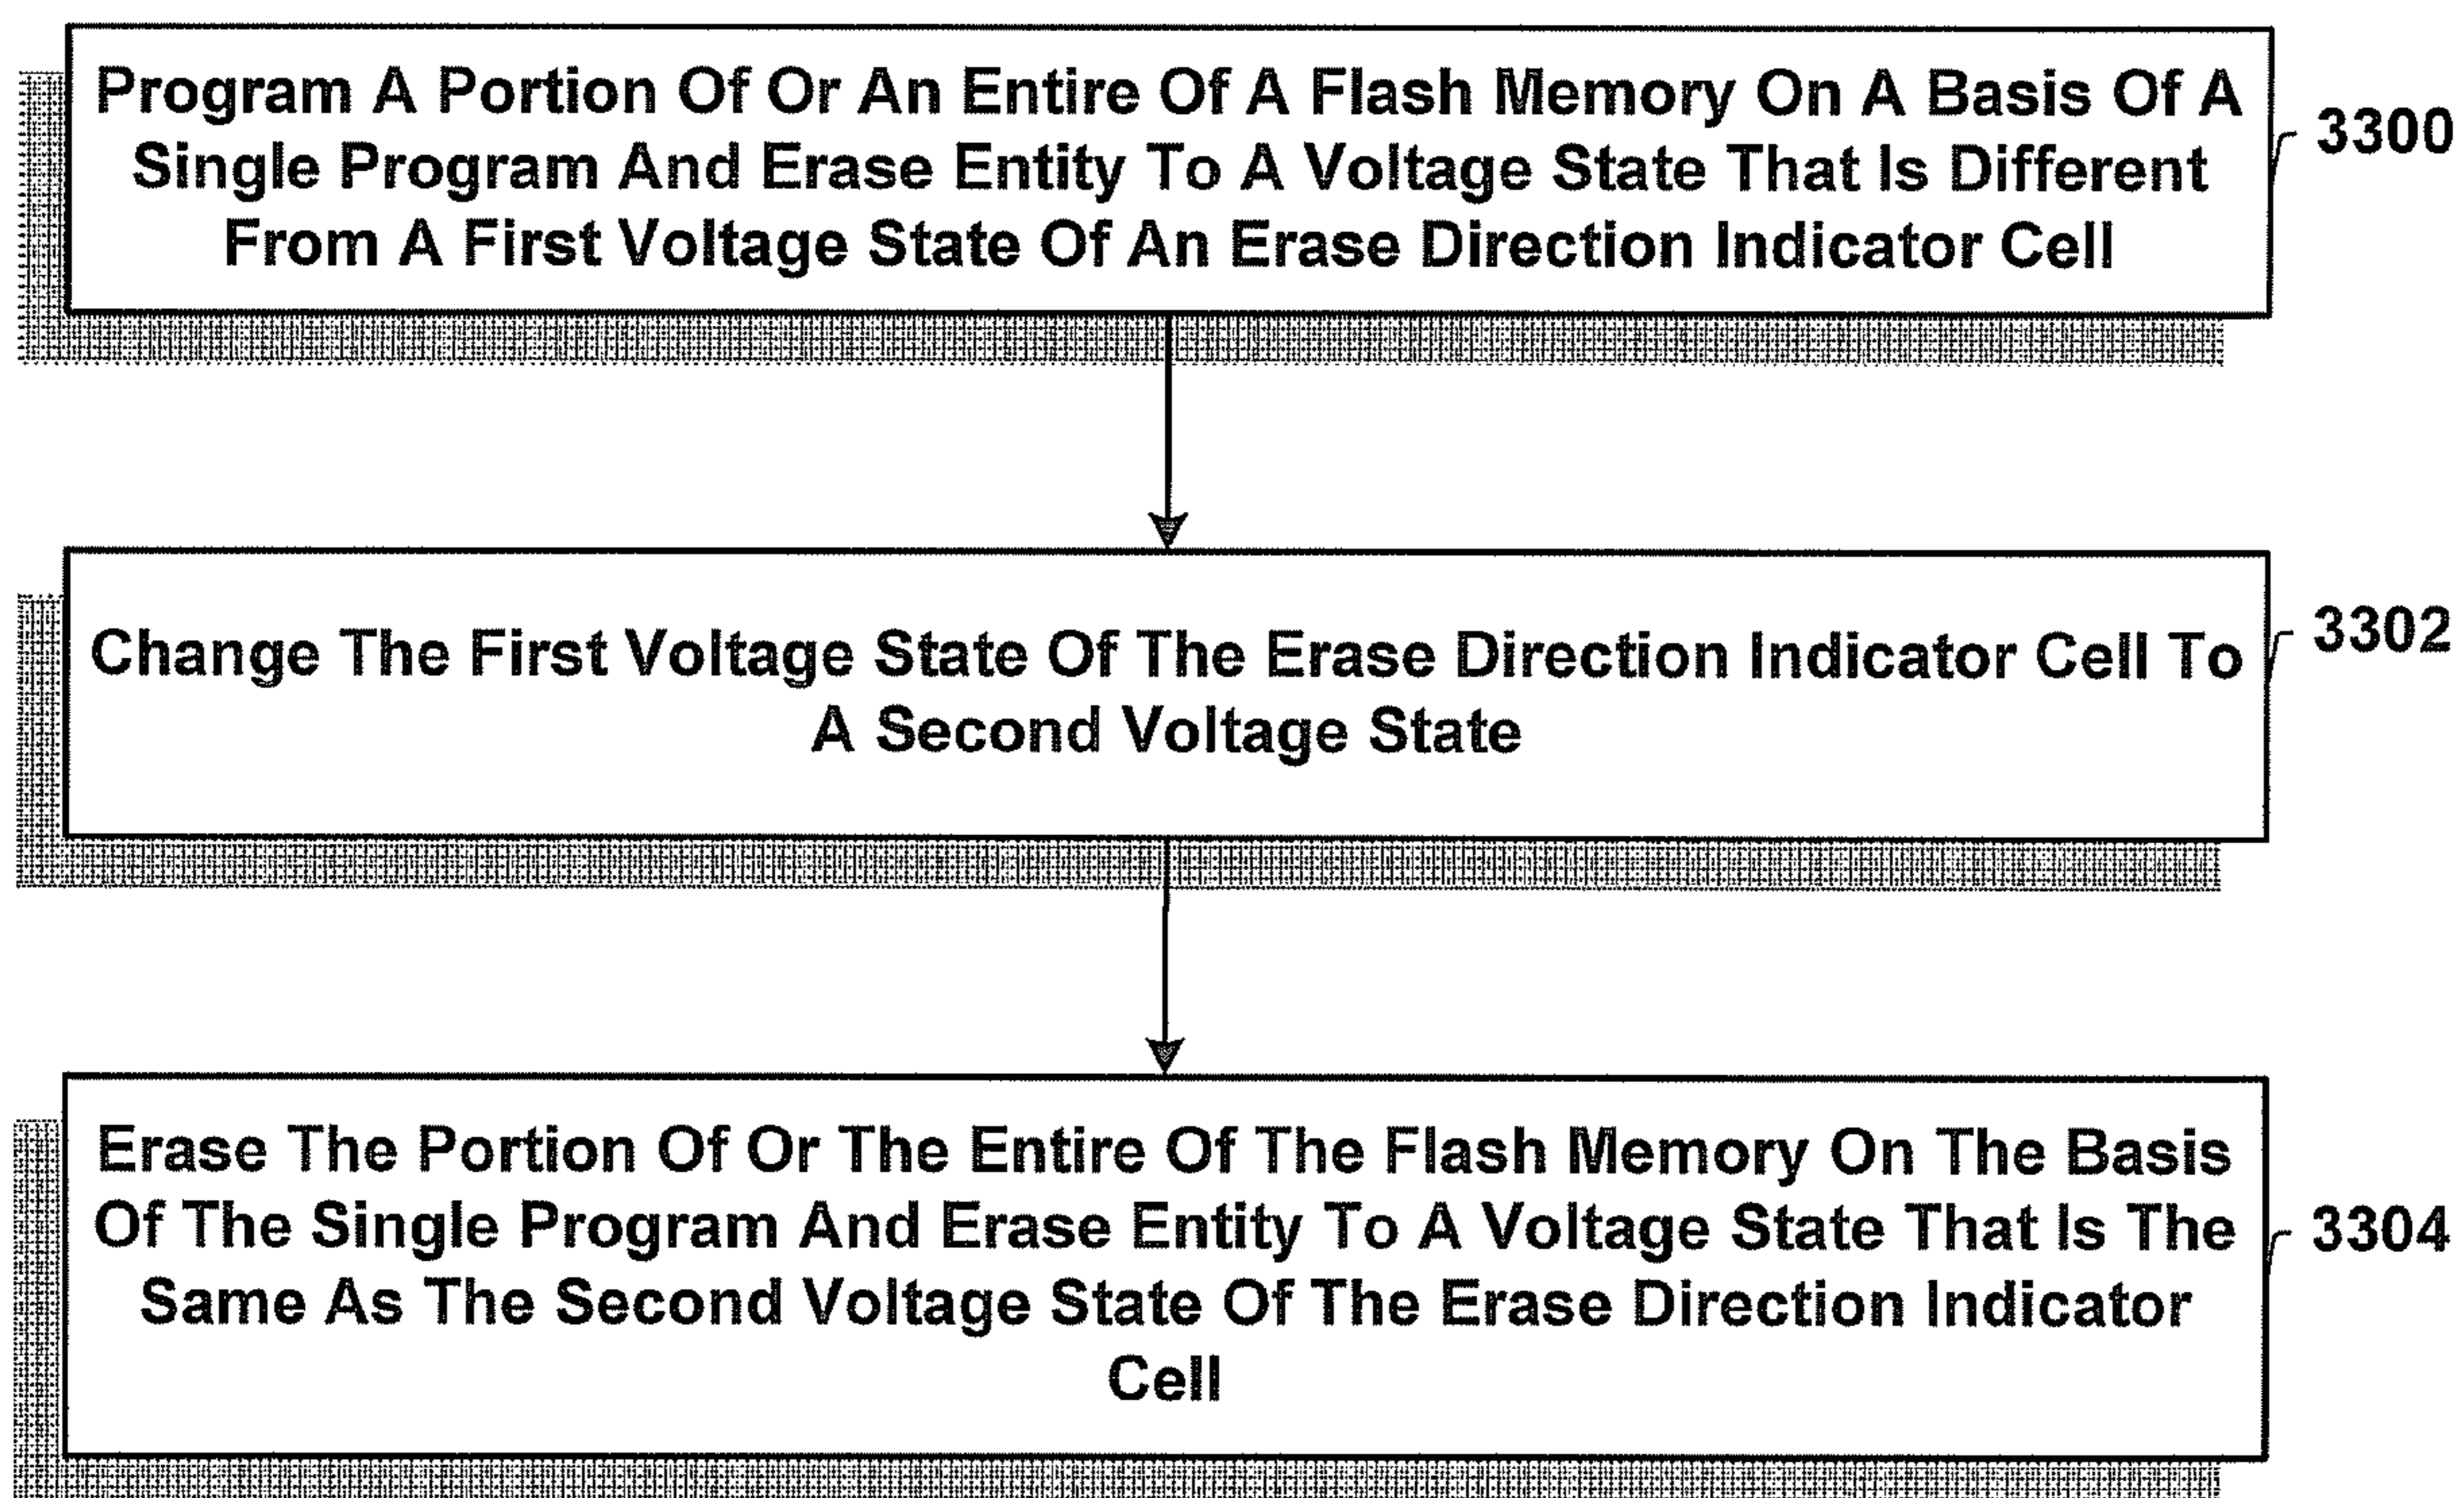 Program A Portion Of Or An Entire Of A Flash Memory On A Basis Of A
Single Program And Erase Entity To A Voltage State That Is Different
From A First Voltage State Of An Erase Direction Indicator Cell
3300
Change The First Voltage State Of The Erase Direction Indicator Cell To
A Second Voltage State
3302
Erase The Portion Of Or The Entire Of The Flash Memory On The Basis
Of The Single Program And Erase Entity To A Voltage State That Is The
Same As The Second Voltage State Of The Erase Direction Indicator
Cell
3304